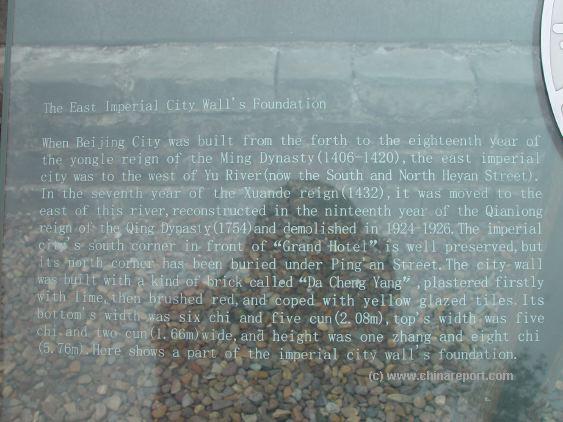 The East Imperial City Wall's Foundation
When Beijing City was built from the forth to the eighteenth year of
the yongle reign of the Ming Dynasty(1406-1420), the east imperial
city was to the west of Yu River(now the South and North Heyan Street).
In the seventh year of the Xuande reign(1432), it was moved to the
east of this river, reconstructed in the ninteenth year of the Qianlong
reign of the Qing Dynasty(1754)and demolished in 1924-1926. The imperial
city's south corner in front of “Grand Hotel” is well preserved, but
its north corner has been buried under Ping'an Street. The city wall
was built with a kind of brick called “Da Cheng Yang”, plastered firstly
with lime, then brushed red, and coped with yellow glazed tiles. Its
bottom's width was six chi and five cun(2.08m), top's width was five
chi and two cun(1.66m)wide, and height was one zhang and eight chi
(5.76m). Here shows a part of the imperial city wall's foundation.
(c) www.chinareport.com